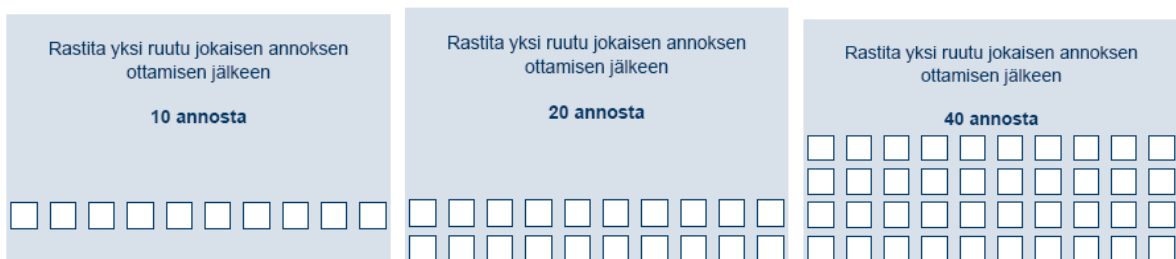 Rastita yksi ruutu jokaisen annoksen
ottamisen jälkeen
10 annosta
Rastita yksi ruutu jokaisen annoksen
ottamisen jälkeen
20 annosta
Rastita yksi ruutu jokaisen annoksen
ottamisen jälkeen
40 annosta